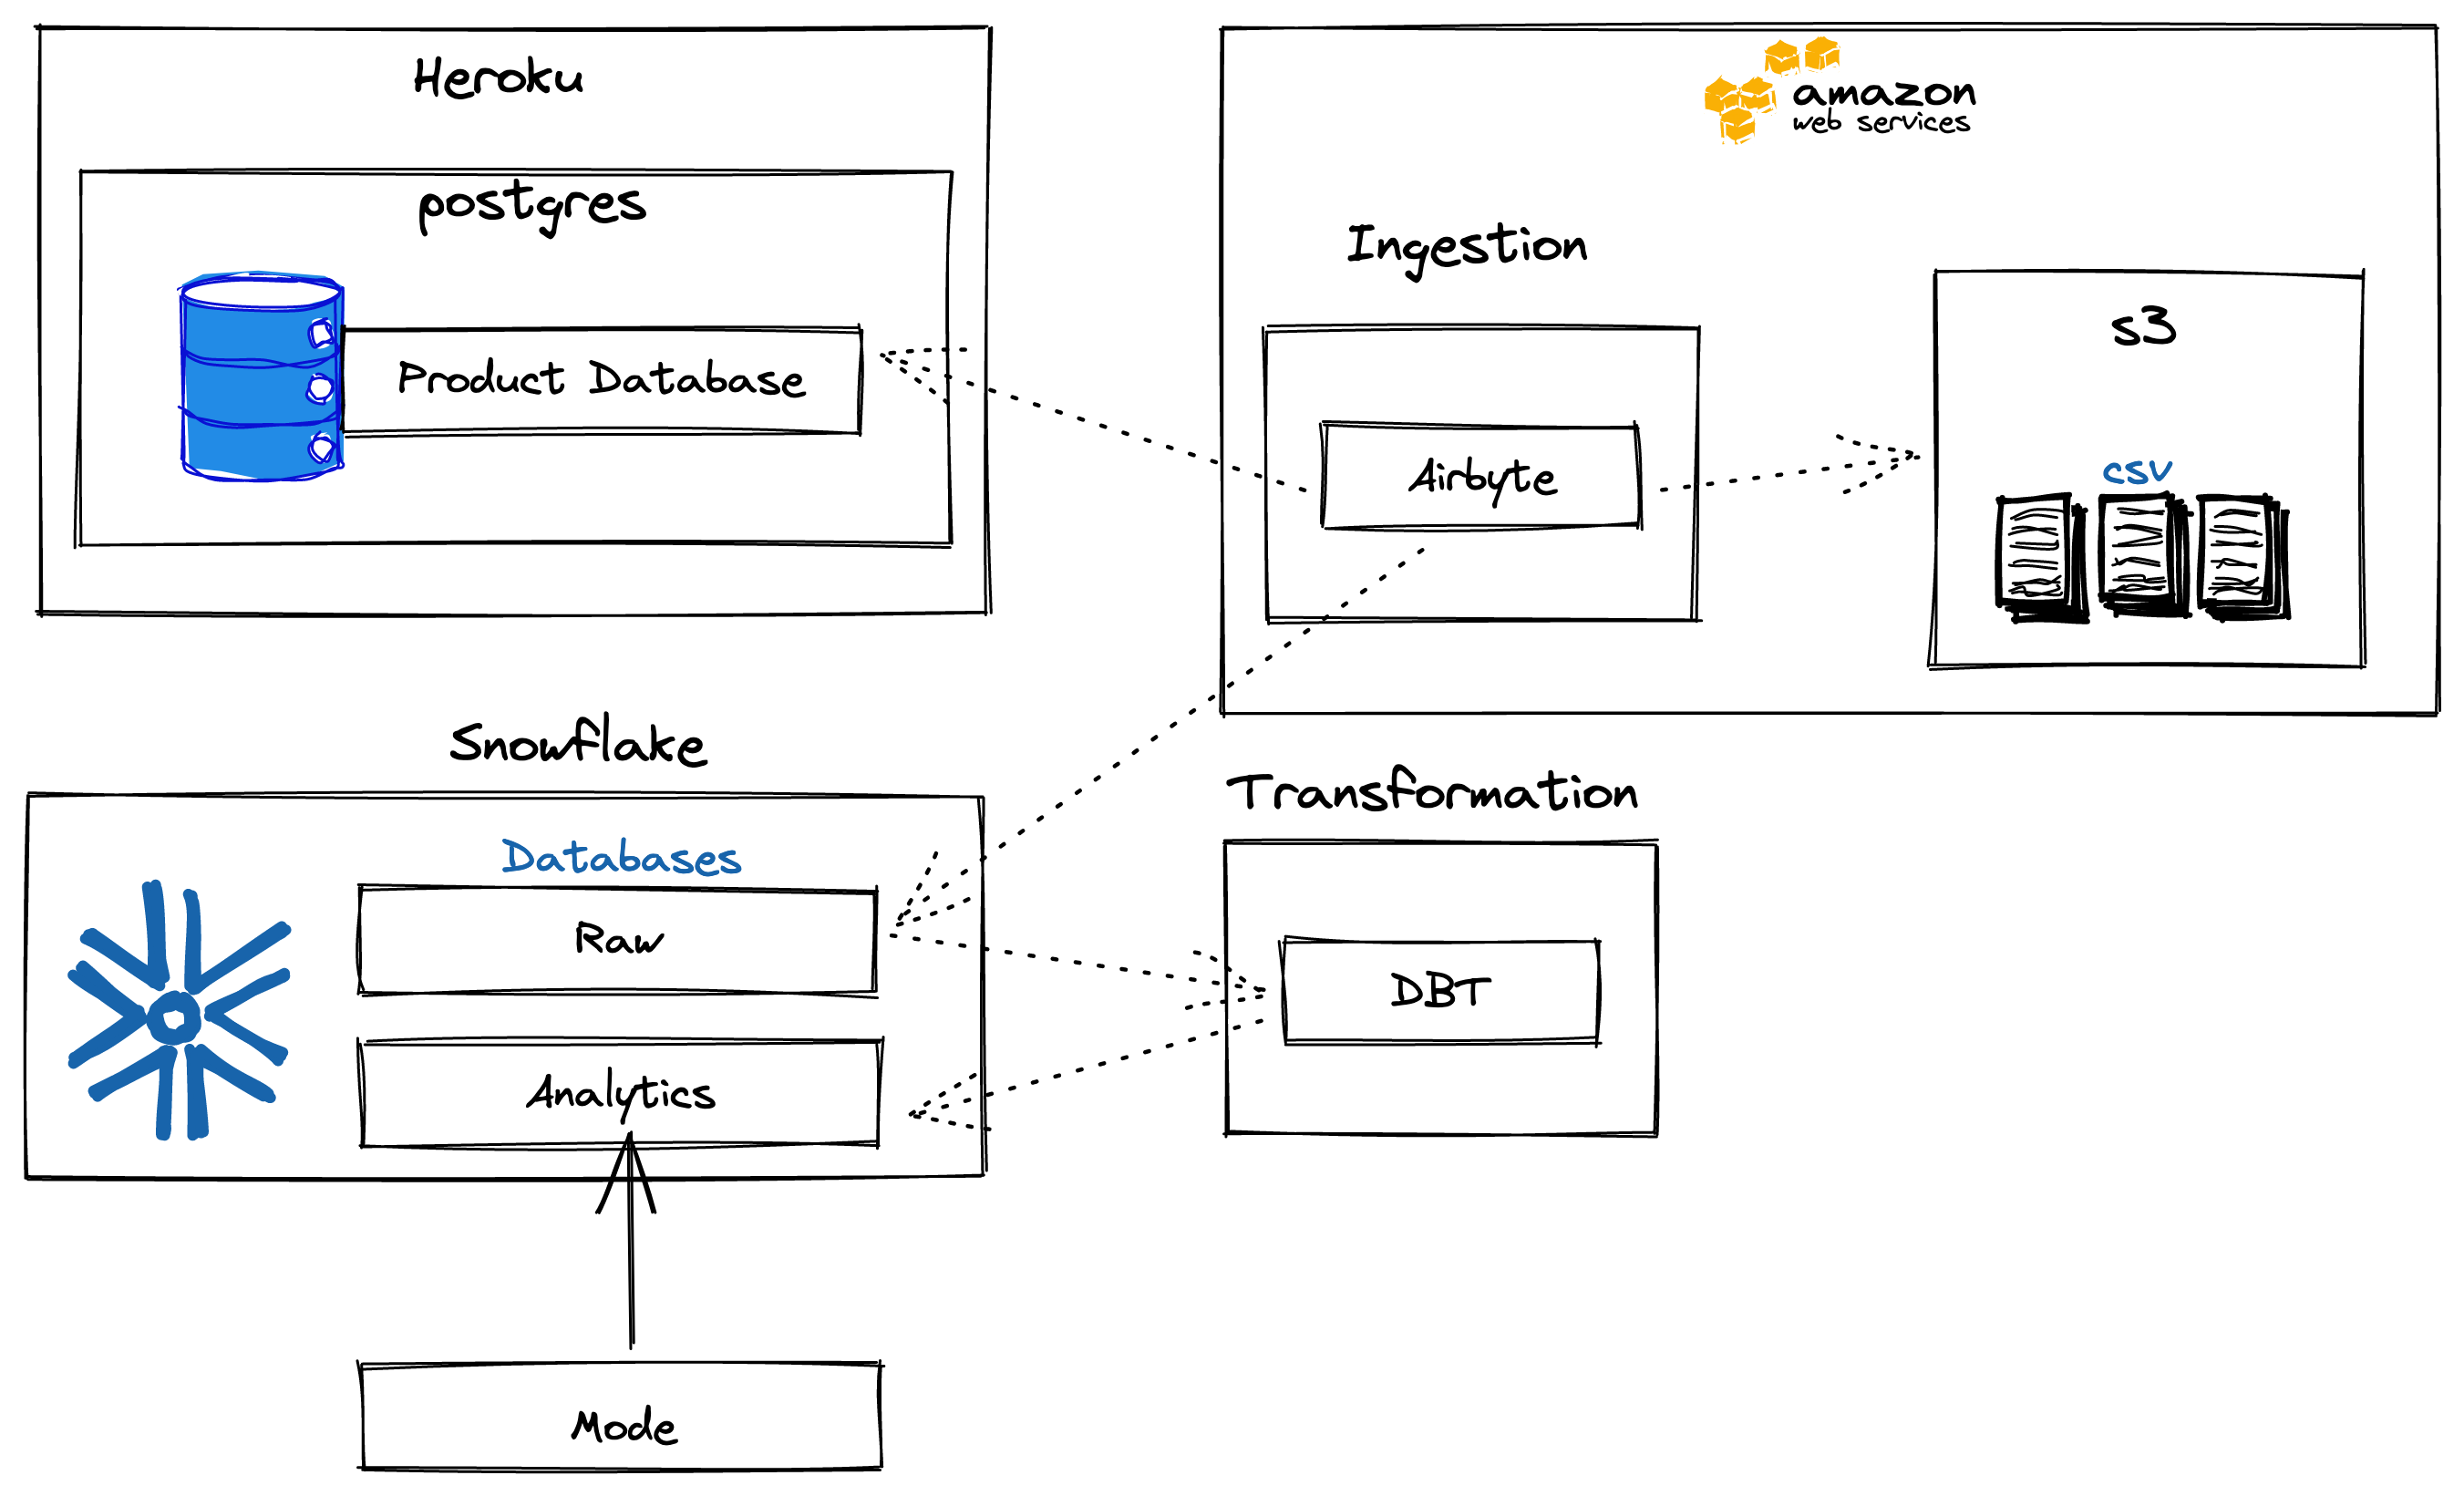 Heroku
postgres
Product Database
amazon
web services
Ingestion
Airbyte
s3
csv
Snowflake
Databases
Raw
Analytics
Transformation
DBT
Mode